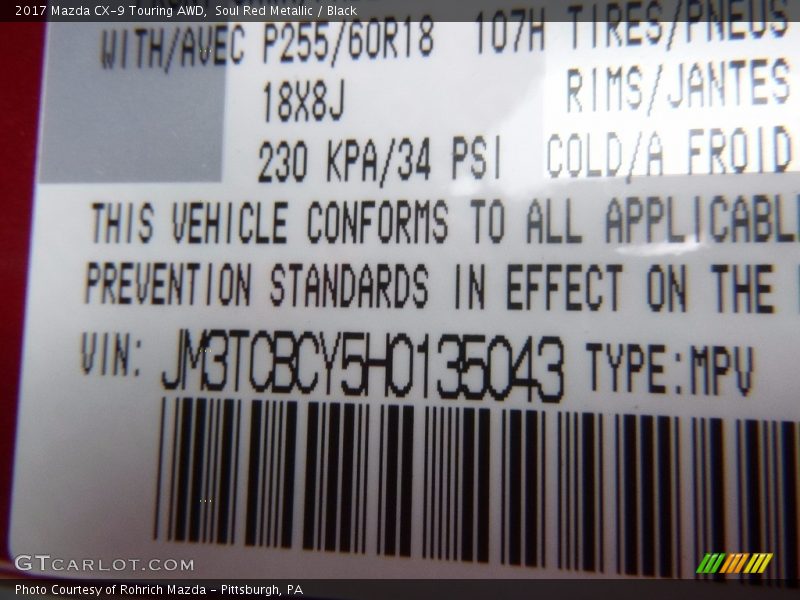 2017 Mazda CX-9 Touring AWD, Soul Red Metallic / Black
WITH/AVEC P255/60R18 107H TIRES/PNEUS
18X8J RIMS/JANTES
230 KPA/34 PSI COLD/A FROID
THIS VEHICLE CONFORMS TO ALL APPLICABL
PREVENTION STANDARDS IN EFFECT ON THE
VIN: JM3TCBCY5H0135043 TYPE:MPV
GTCARLOT.COM
Photo Courtesy of Rohrich Mazda - Pittsburgh, PA